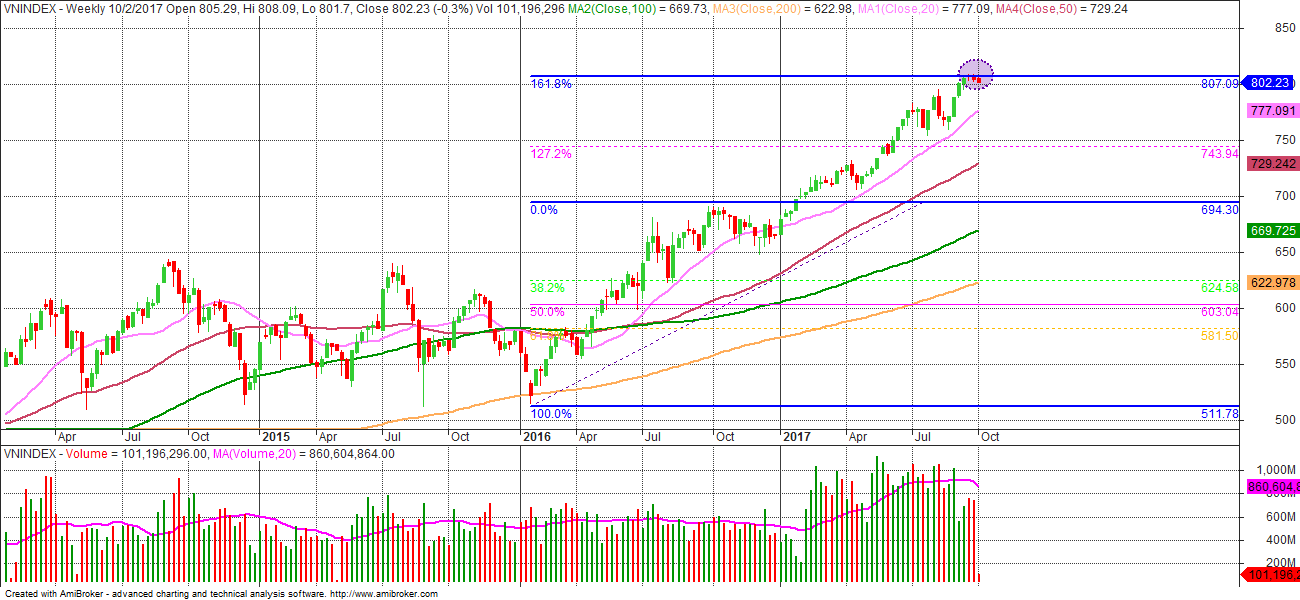 VNINDEX - Weekly 10/2/2017 Open 805.29, Hi 808.09, Lo 801.7, Close 802.23 (-0.3%) Vol 101,196,296 MA2(Close,100) = 669.73, MA3(Close,200) = 622.98, MA1(Close,20) = 777.09, MA4(Close,50) = 729.24
850
161.8% 807.09 802.23
777.091
750
127.2% 743.94
729.242
700
0.0% 694.30
669.725
650
38.2% 624.58 622.978
600
50.0% 603.04
581.50
550
100.0% 511.78
500
Apr Jul Oct 2015 Apr Jul Oct 2016 Apr Jul Oct 2017 Apr Jul Oct
VNINDEX - Volume = 101,196,296.00, MA(Volume,20) = 860,604,864.00
1,000M
860,604,8
600M
400M
200M
101,196,2
Created with AmiBroker - advanced charting and technical analysis software. http://www.amibroker.com